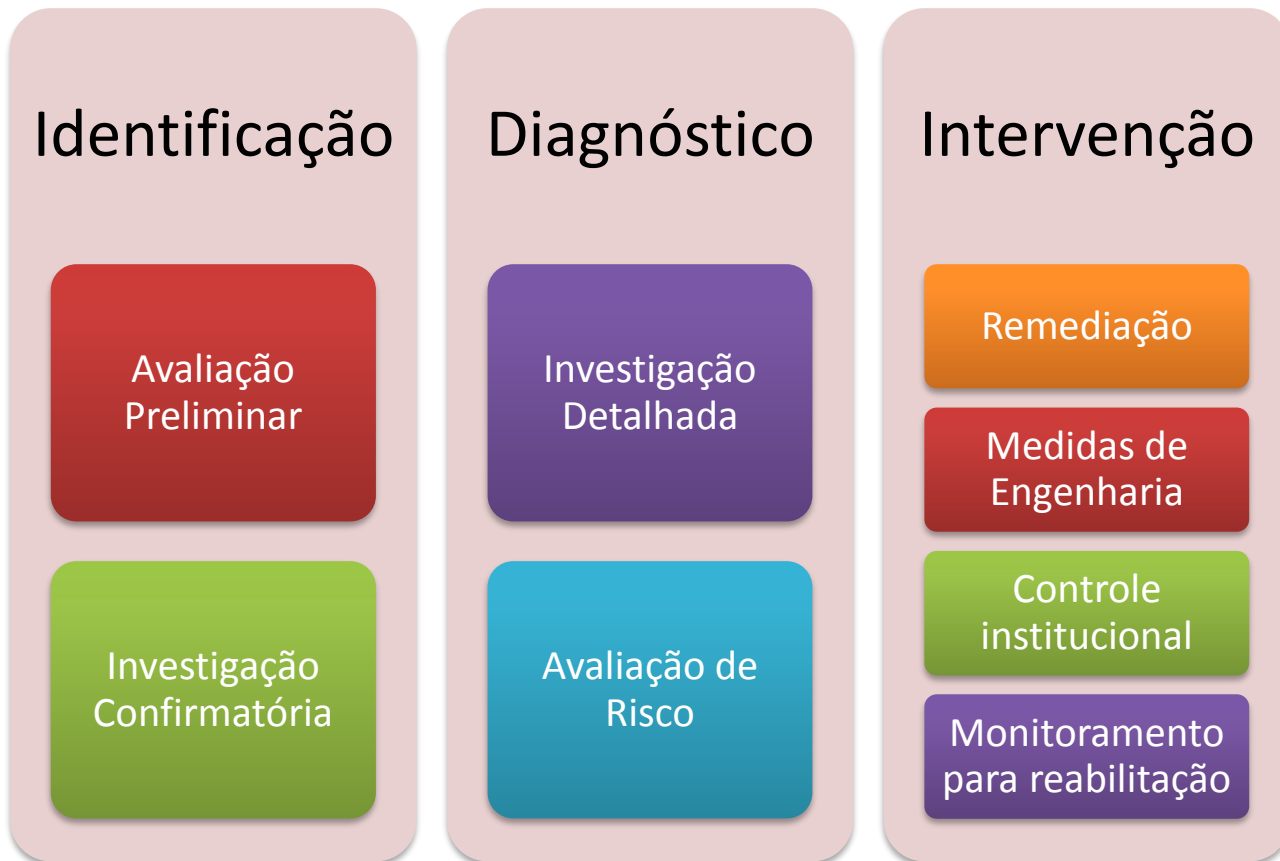 Identificação
Avaliação
Preliminar
Investigação
Confirmatória
Diagnóstico
Investigação
Detalhada
Avaliação de
Risco
Intervenção
Remediação
Medidas de
Engenharia
Controle
institucional
Monitoramento
para reabilitação